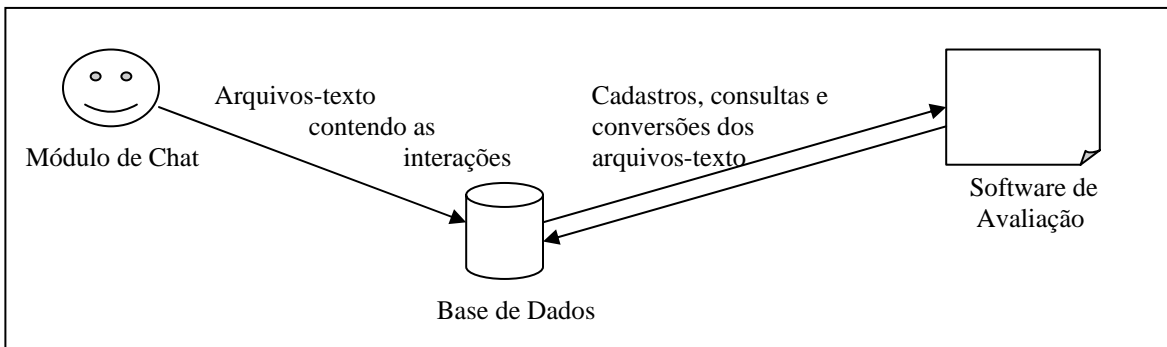 Arquivos-texto
contendo as
interações
Módulo de Chat
Cadastros, consultas e
conversões dos
arquivos-texto
Software de
Avaliação
Base de Dados